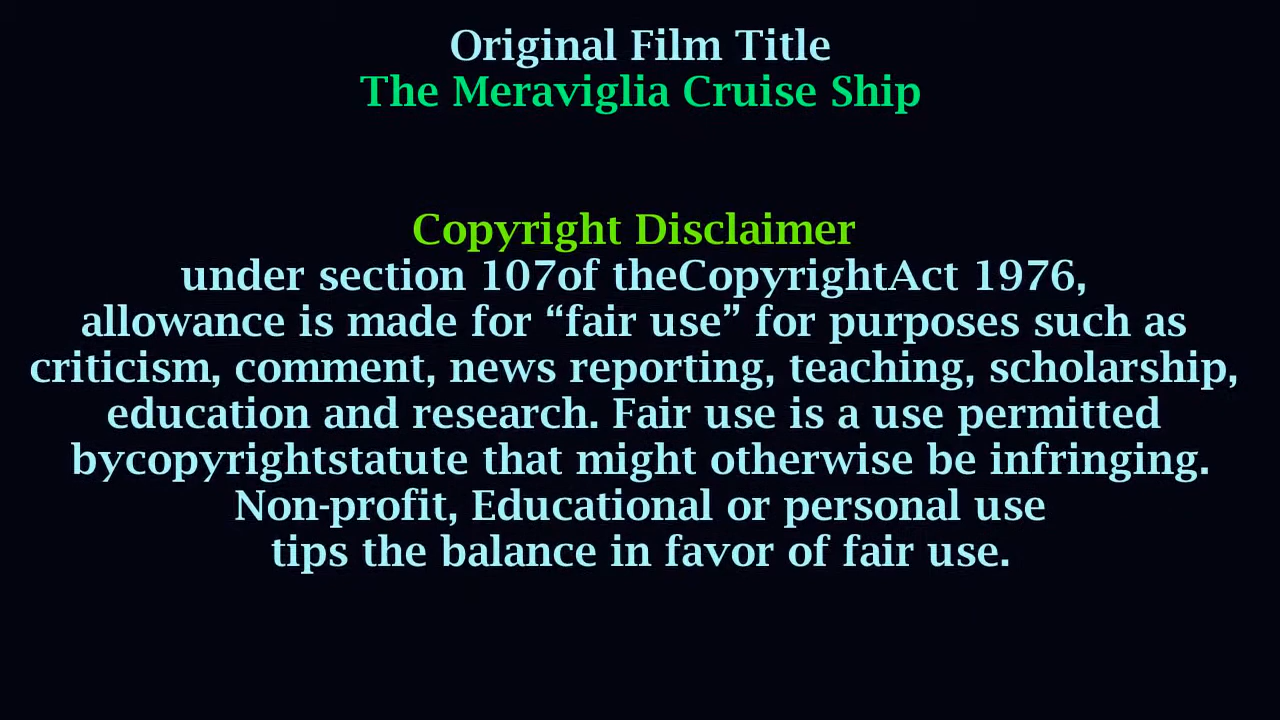 Original Film Title
The Meraviglia Cruise Ship
Copyright Disclaimer
under section 107of theCopyrightAct 1976,
allowance is made for “fair use” for purposes such as
criticism, comment, news reporting, teaching, scholarship,
education and research. Fair use is a use permitted
bycopyrightstatute that might otherwise be infringing.
Non-profit, Educational or personal use
tips the balance in favor of fair use.